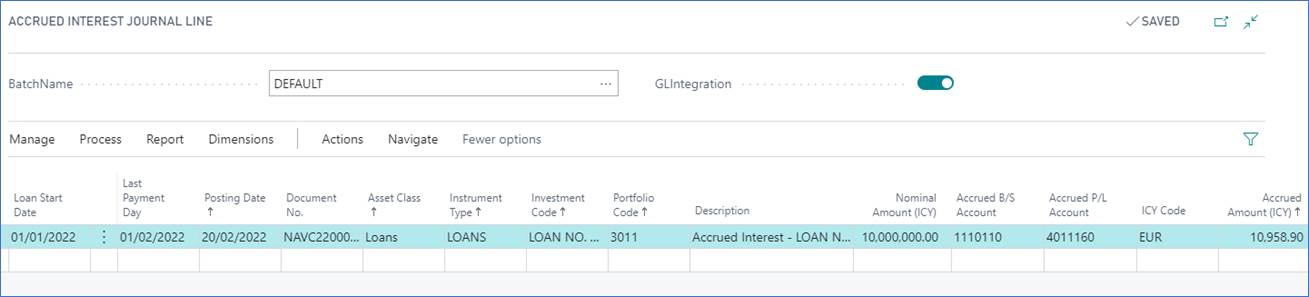 ACCRUED INTEREST JOURNAL LINE
SAVED
BatchName
DEFAULT
GLIntegration
Manage Process Report Dimensions Actions Navigate Fewer options
Loan Start Date
Last Payment Day
Posting Date ↑
Document No.
Asset Class ↑
Instrument Type ↑
Investment Code ↑
Portfolio Code ↑
Description
Nominal Amount (ICY)
Accrued B/S Account
Accrued P/L Account
ICY Code
Accrued Amount (ICY) ↑
01/01/2022 01/02/2022 20/02/2022 NAVC22000... Loans LOANS LOAN NO. ... 3011 Accrued Interest - LOAN N... 10,000,000.00 1110110 4011160 EUR 10,958.90